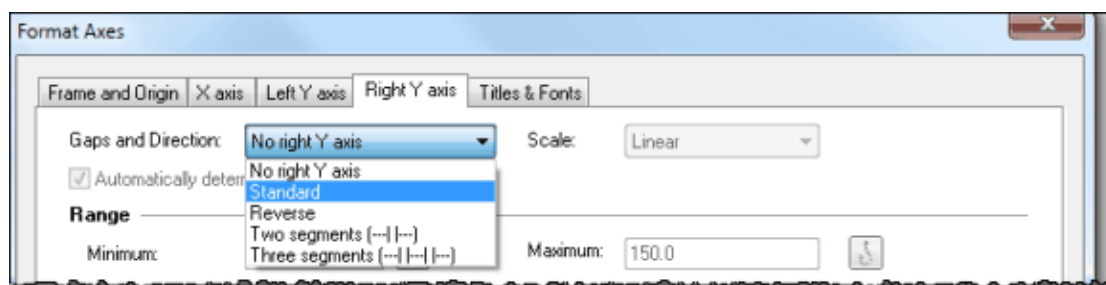 Format Axes
Frame and Origin X axis Left Y axis Right Y axis Titles & Fonts
Gaps and Direction: No right Y axis Scale: Linear
No right Y axis
Automatically deterr
Standard
Range
Reverse
Two segments (---| |---)
Minimum: Maximum: 150.0
Three segments (---| |---| |---)